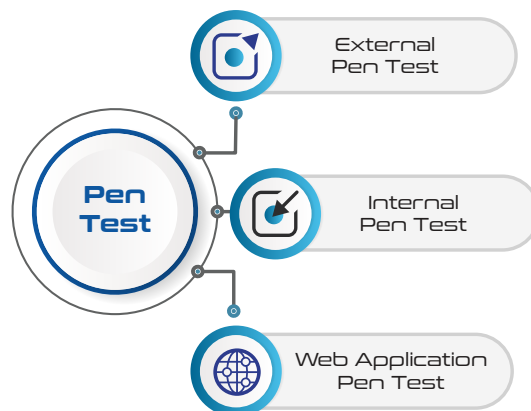 External
Pen Test
Pen
Test
Internal
Pen Test
Web Application
Pen Test